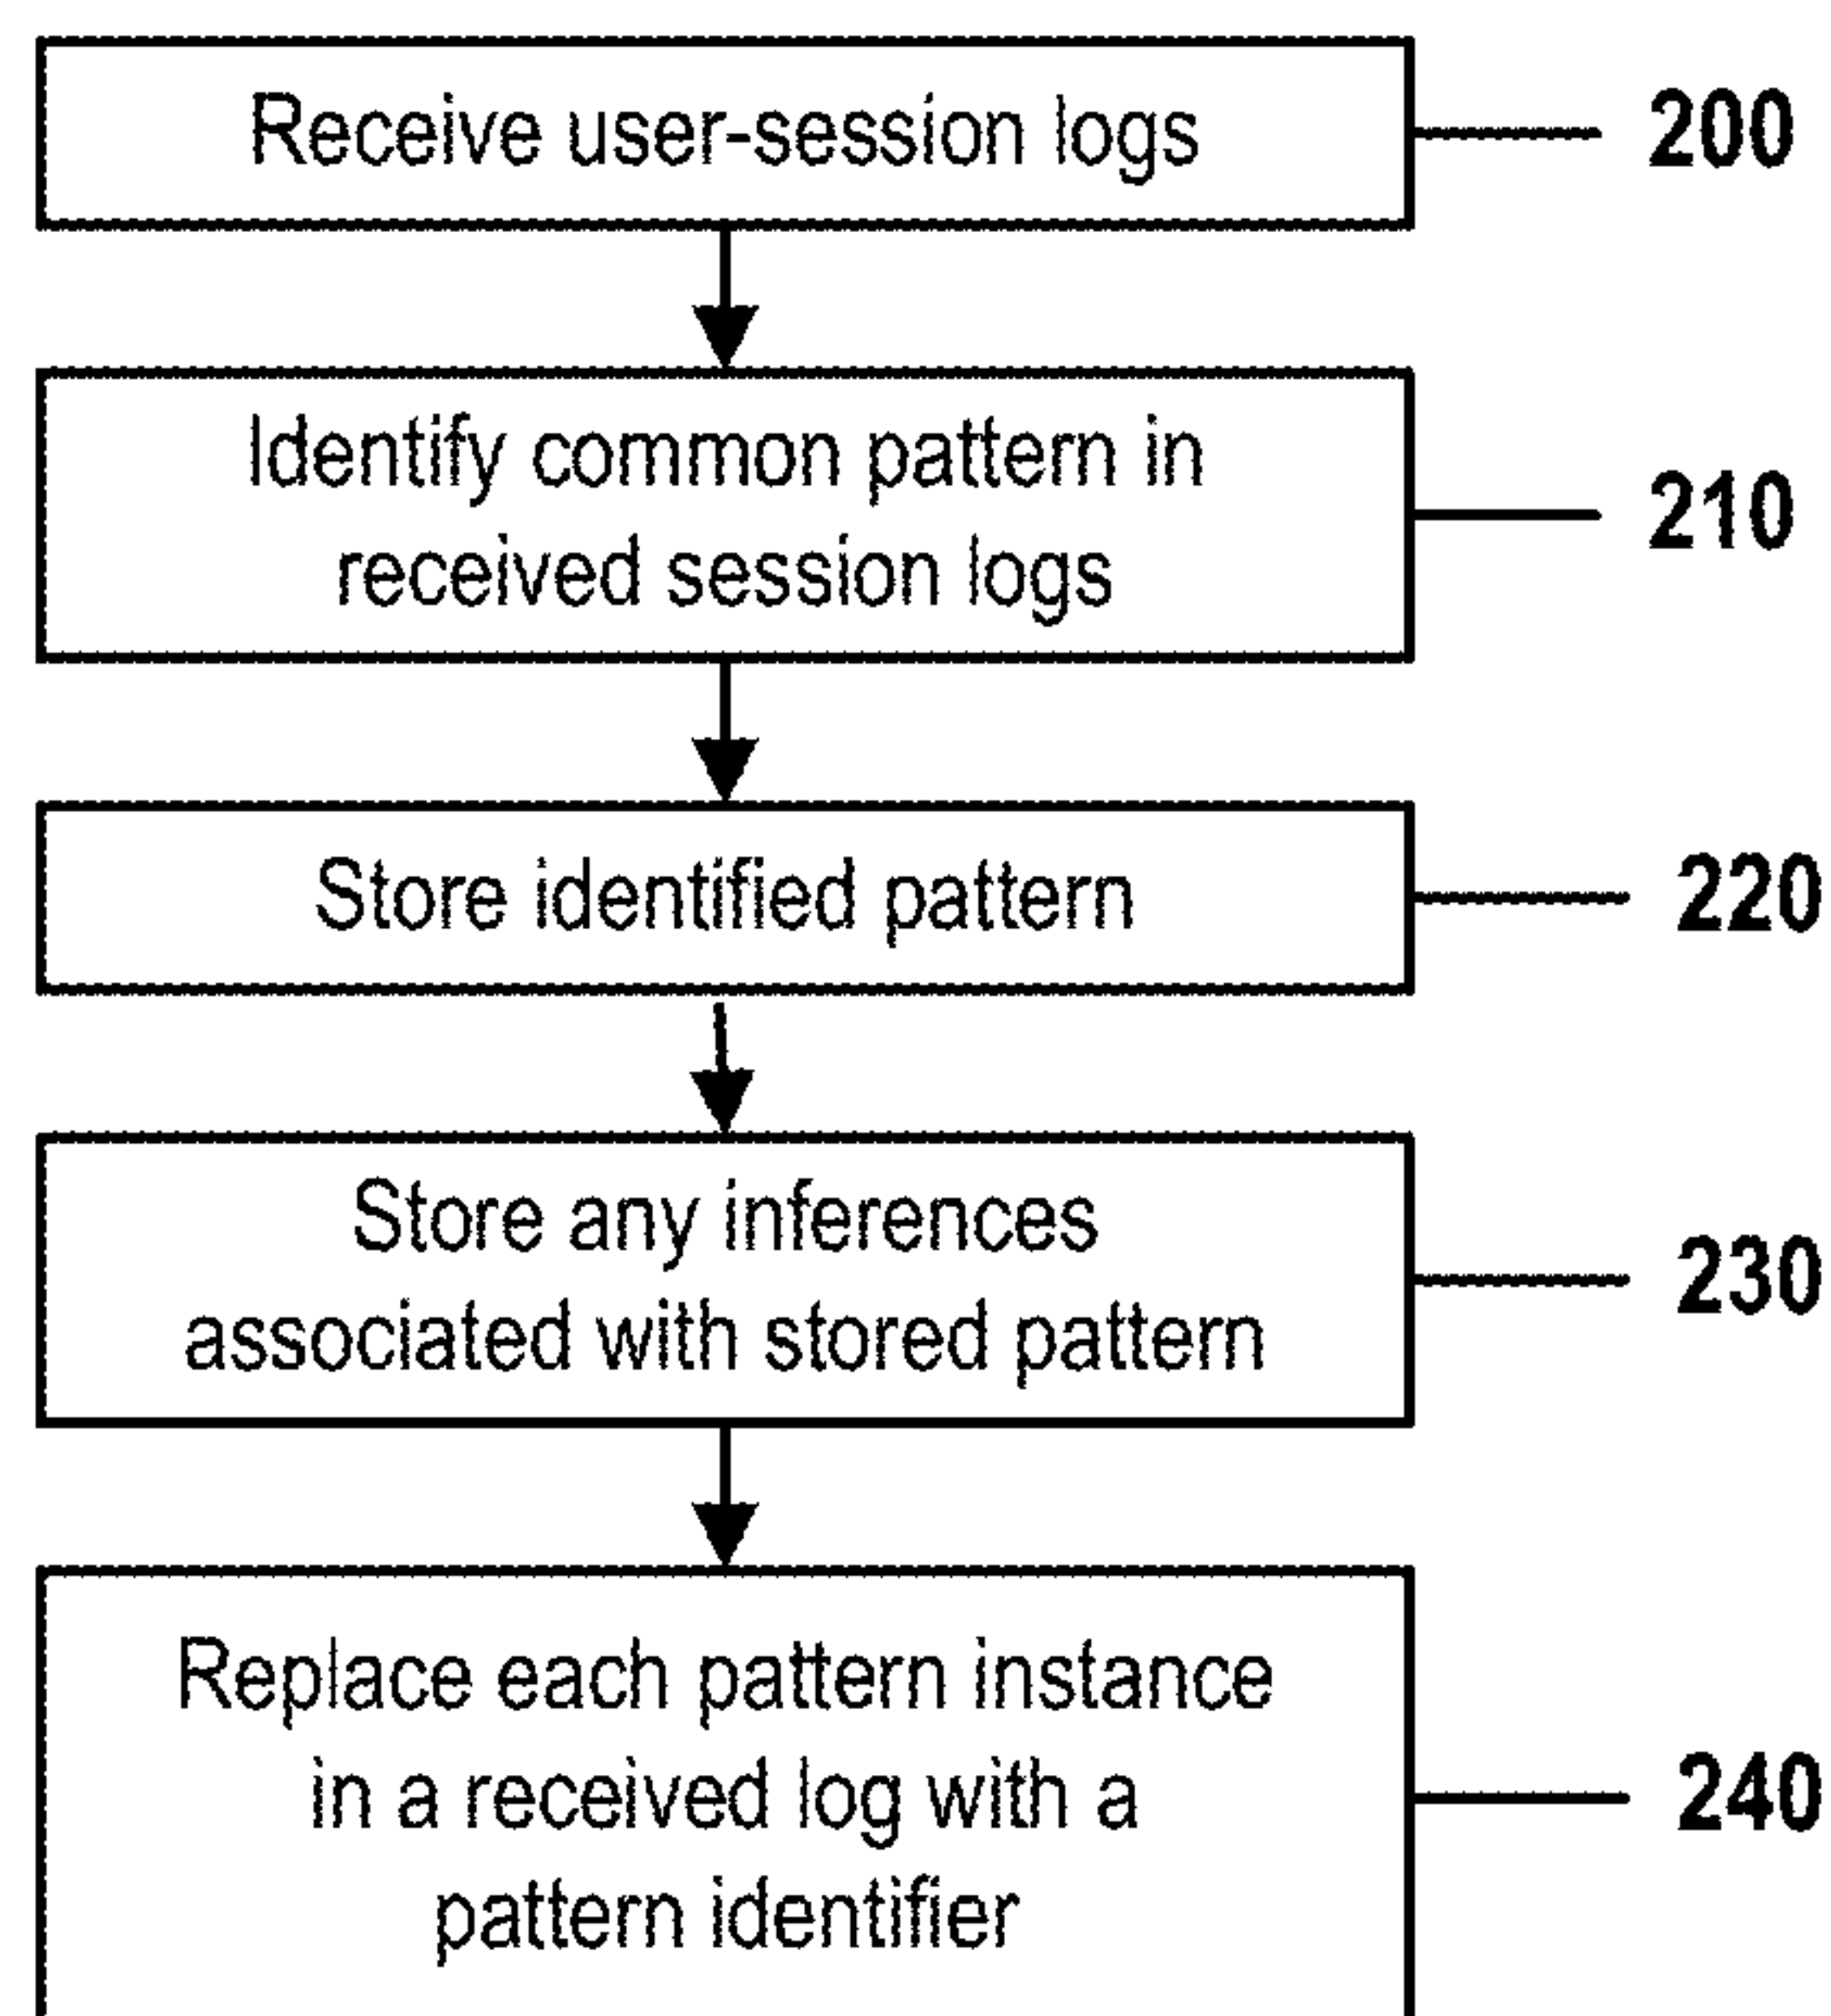 Receive user-session logs
200
Identify common pattern in
received session logs
210
Store identified pattern
220
Store any inferences
associated with stored pattern
230
Replace each pattern instance
in a received log with a
pattern identifier
240